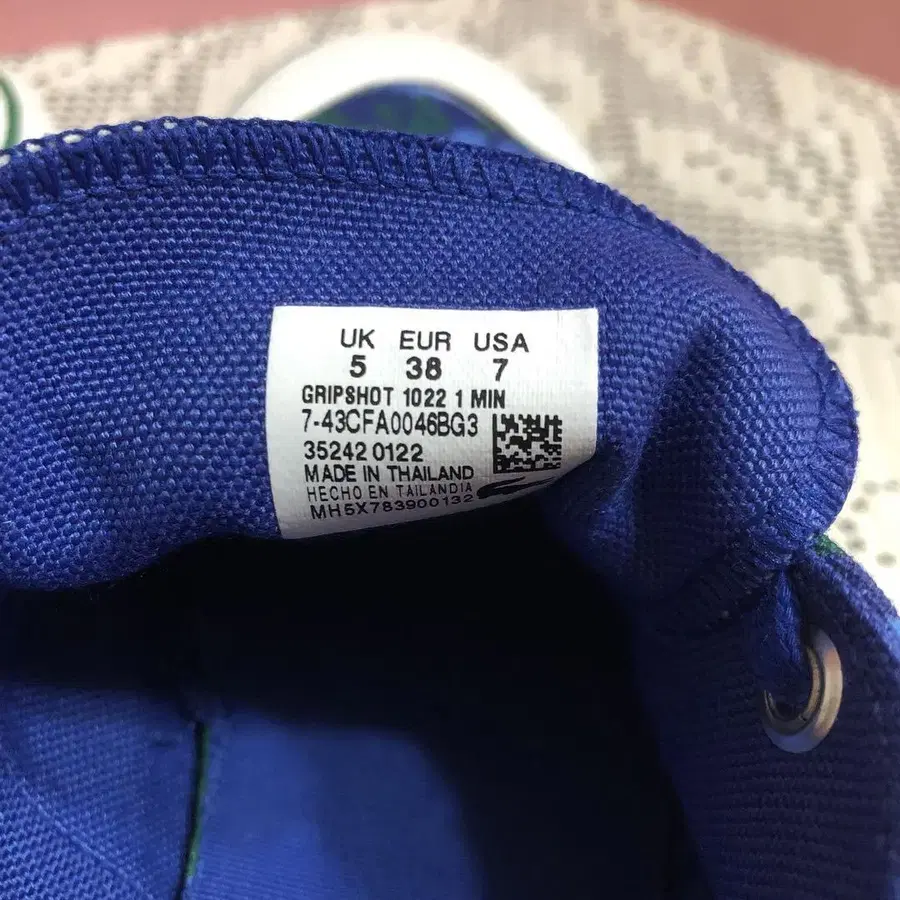 UK EUR USA
5 38 7
GRIPSHOT 1022 1 MIN
7-43CFA0046BG3
35242 0122
MADE IN THAILAND
HECHO EN TAILANDIA
MH5X783900132